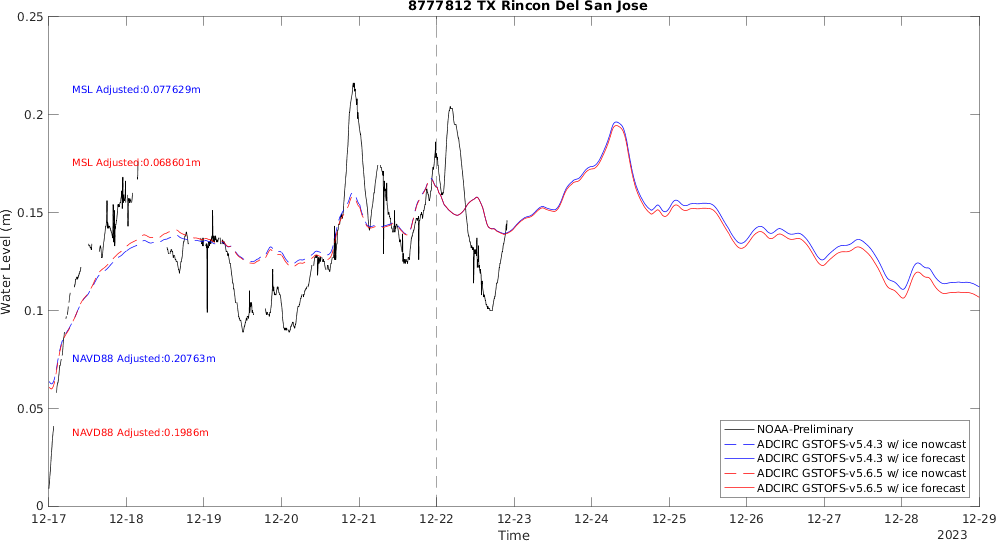 8777812 TX Rincon Del San Jose
0.25
0.2
0.15
0.1
0.05
0
Water Level (m)
MSL Adjusted:0.077629m
MSL Adjusted:0.068601m
NAVD88 Adjusted:0.20763m
NAVD88 Adjusted:0.1986m
NOAA-Preliminary
ADCIRC GSTOFS-v5.4.3 w/ ice nowcast
ADCIRC GSTOFS-v5.4.3 w/ ice forecast
ADCIRC GSTOFS-v5.6.5 w/ ice nowcast
ADCIRC GSTOFS-v5.6.5 w/ ice forecast
12-17 12-18 12-19 12-20 12-21 12-22 12-23 12-24 12-25 12-26 12-27 12-28 12-29
Time
2023